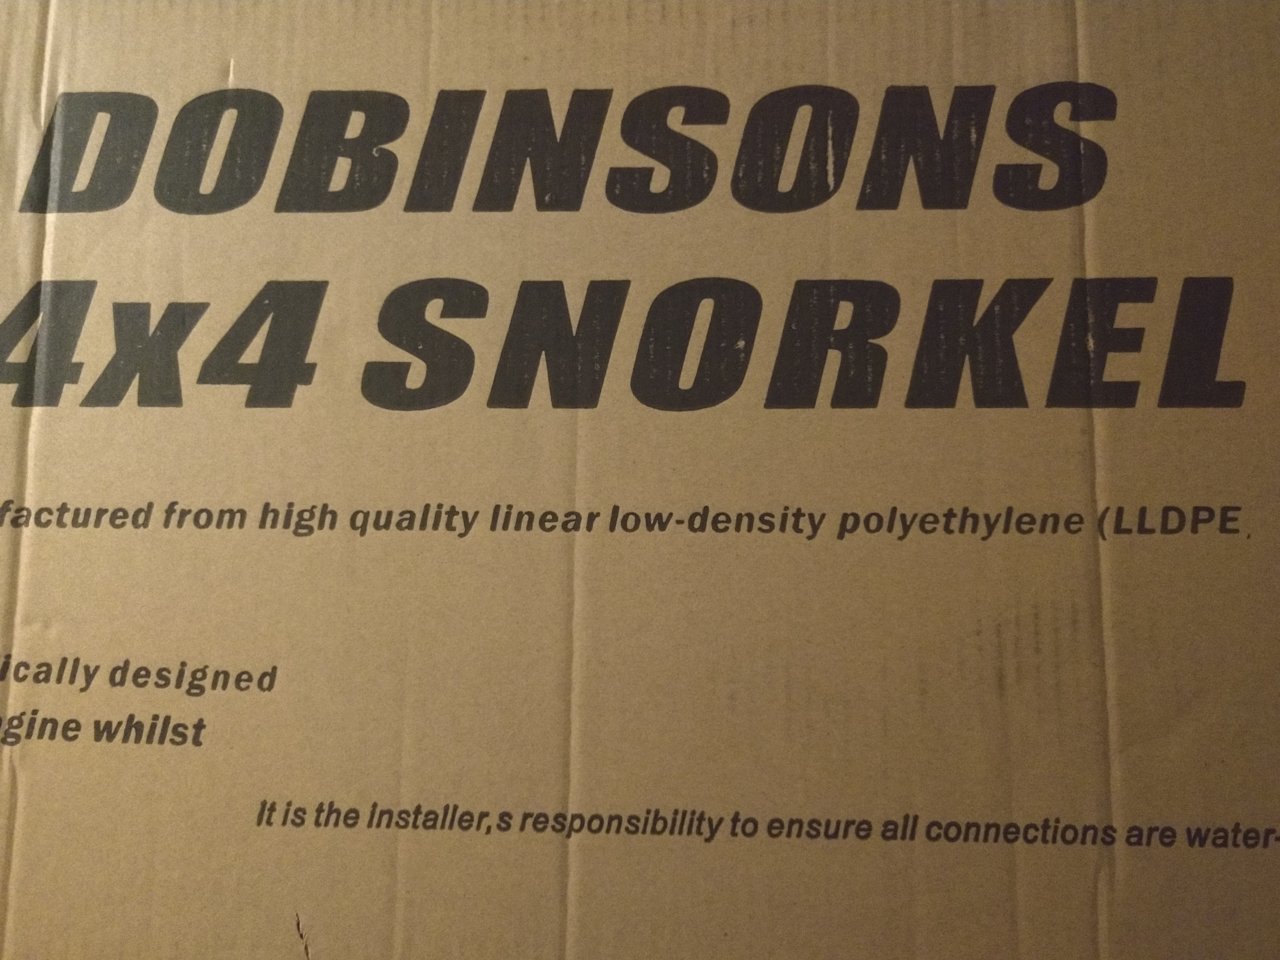 DOBINSONS
4x4 SNORKEL
factured from high quality linear low-density polyethylene (LLDPE
ically designed
gine whilst
It is the Installer,s responsibility to ensure all connections are water-